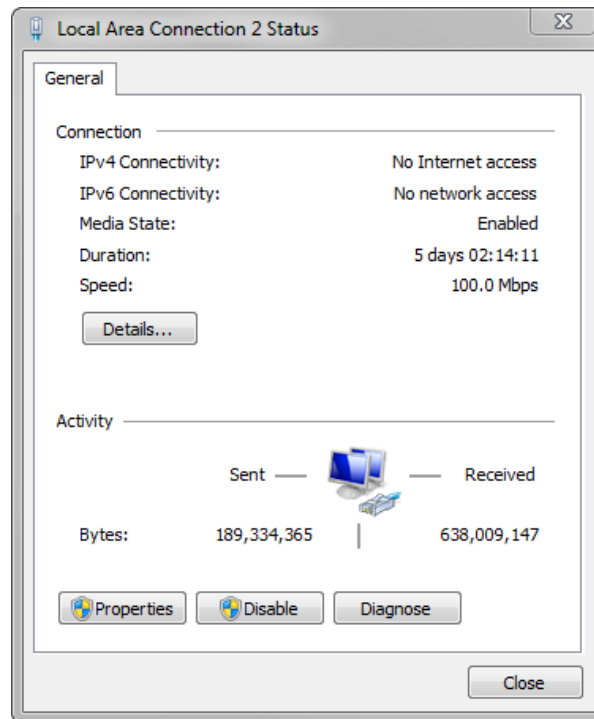 Local Area Connection 2 Status
General
Connection
IPv4 Connectivity: No Internet access
IPv6 Connectivity: No network access
Media State: Enabled
Duration: 5 days 02:14:11
Speed: 100.0 Mbps
Details...
Activity
Sent Received
Bytes: 189,334,365 638,009,147
Properties Disable Diagnose
Close